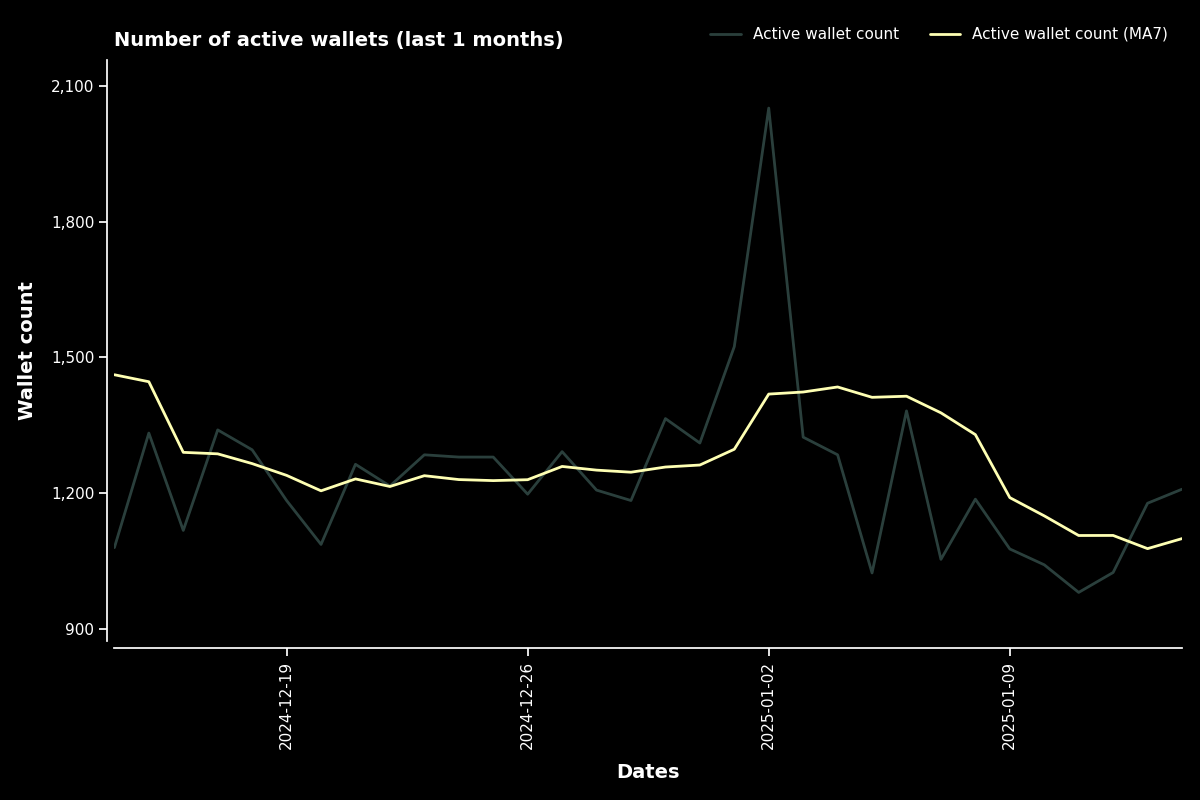 Number of active wallets (last 1 months)
Active wallet count
Active wallet count (MA7)
Wallet count
2,100
1,800
1,500
1,200
900
2024-12-19
2024-12-26
2025-01-02
2025-01-09
Dates